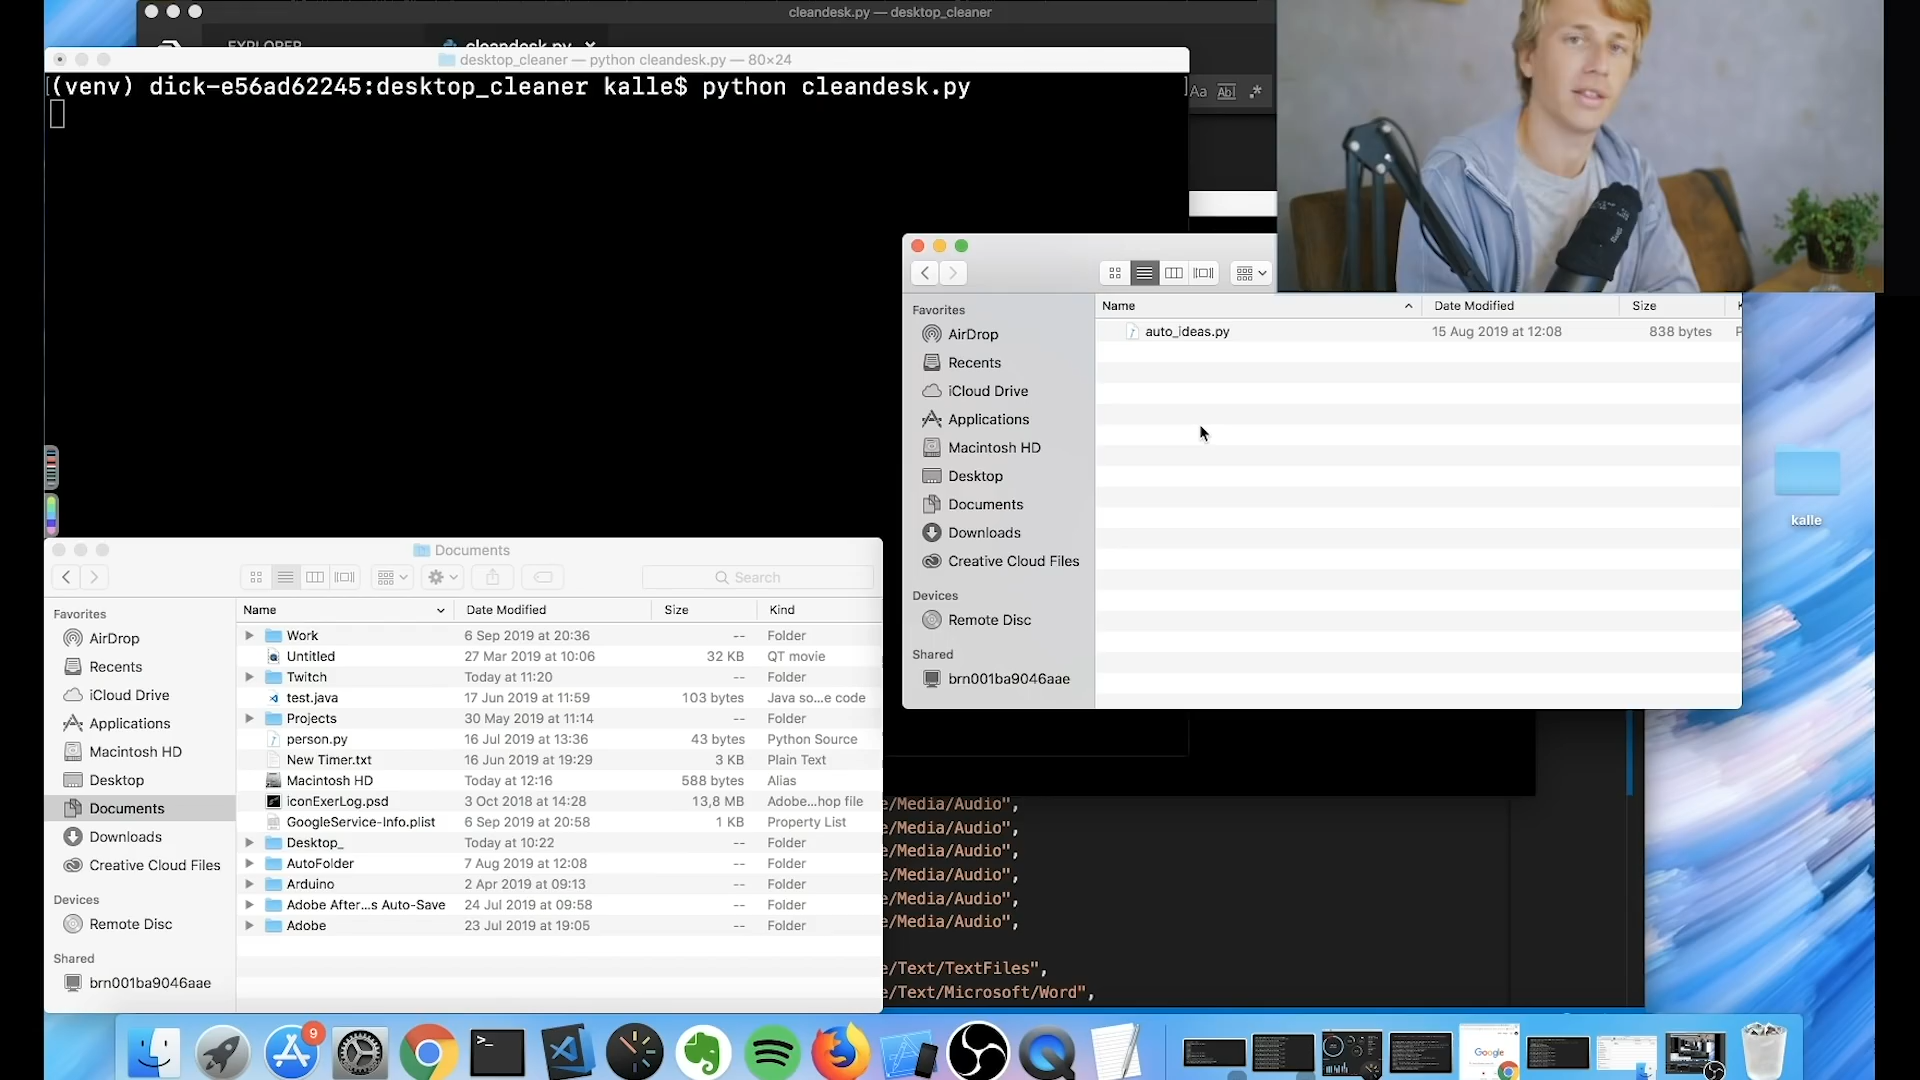 cleandesk.py — desktop_cleaner
EXPLORER
cleandesk.py ×
desktop_cleaner — python cleandesk.py — 80×24
(venv) dick-e56ad62245:desktop_cleaner kalle$ python cleandesk.py
Aa Abl .*
Favorites
AirDrop
Recents
iCloud Drive
Applications
Macintosh HD
Desktop
Documents
Downloads
Creative Cloud Files
Devices
Remote Disc
Shared
brn001ba9046aae
Name Date Modified Size
auto_ideas.py 15 Aug 2019 at 12:08 838 bytes
kalle
Documents
Search
Favorites
AirDrop
Recents
iCloud Drive
Applications
Macintosh HD
Desktop
Documents
Downloads
Creative Cloud Files
Devices
Remote Disc
Shared
brn001ba9046aae
Name Date Modified Size Kind
Work 6 Sep 2019 at 20:36 -- Folder
Untitled 27 Mar 2019 at 10:06 32 KB QT movie
Twitch Today at 11:20 -- Folder
test.java 17 Jun 2019 at 11:59 103 bytes Java so...e code
Projects 30 May 2019 at 11:14 -- Folder
person.py 16 Jul 2019 at 13:36 43 bytes Python Source
New Timer.txt 16 Jun 2019 at 19:29 3 KB Plain Text
Macintosh HD Today at 12:16 588 bytes Alias
iconExerLog.psd 3 Oct 2018 at 14:28 13,8 MB Adobe...hop file
GoogleService-Info.plist 6 Sep 2019 at 20:58 1 KB Property List
Desktop_ Today at 10:22 -- Folder
AutoFolder 7 Aug 2019 at 12:08 -- Folder
Arduino 2 Apr 2019 at 09:13 -- Folder
Adobe After...s Auto-Save 24 Jul 2019 at 09:58 -- Folder
Adobe 23 Jul 2019 at 19:05 -- Folder
e/Media/Audio",
e/Media/Audio",
e/Media/Audio",
e/Media/Audio",
e/Media/Audio",
e/Media/Audio",
e/Text/TextFiles",
e/Text/Microsoft/Word",
9
>_
Google